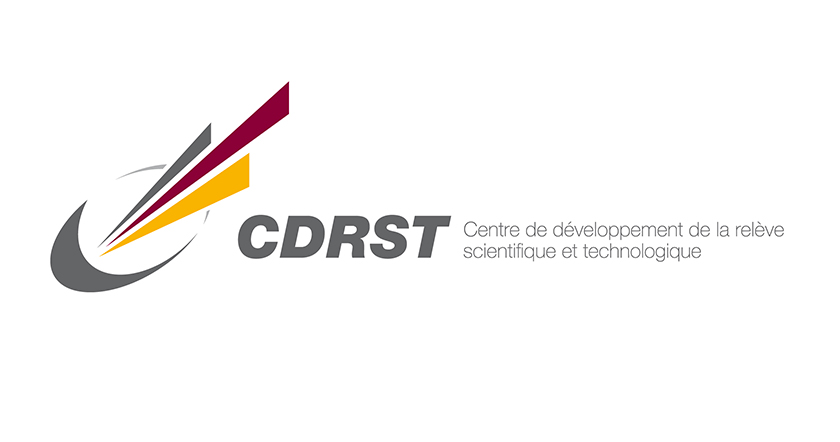 CDRST
Centre de développement de la relève
scientifique et technologique